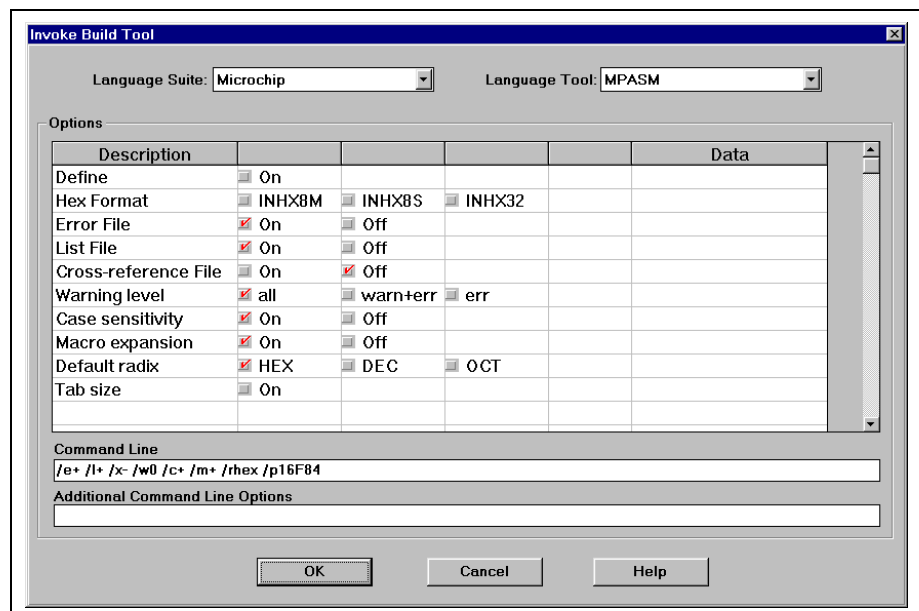 Invoke Build Tool
Language Suite: Microchip Language Tool: MPASM
Options
Description Data
Define On
Hex Format INHX8M INHX8S INHX32
Error File On Off
List File On Off
Cross-reference File On Off
Warning level all warn+err err
Case sensitivity On Off
Macro expansion On Off
Default radix HEX DEC OCT
Tab size On
Command Line
/e+ /l+ /x- /w0 /c+ /m+ /rhex /p16F84
Additional Command Line Options
OK Cancel Help